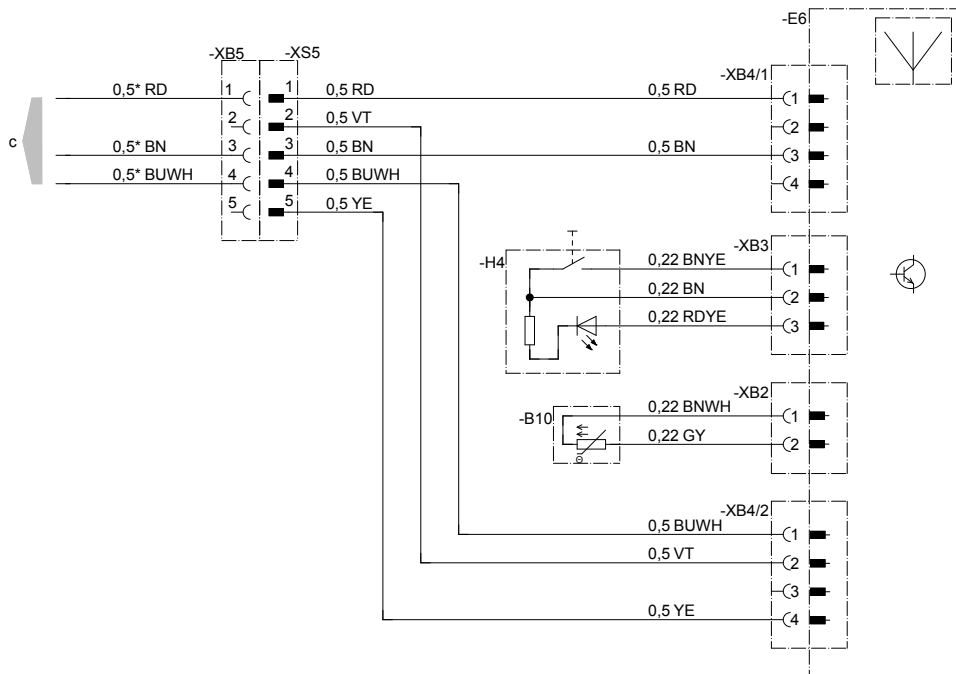 -E6
-XB5 -XS5
-XB4/1
0,5* RD 1 1 0,5 RD 0,5 RD 1
2 2 0,5 VT 2
c
0,5* BN 3 3 0,5 BN 0,5 BN 3
0,5* BUWH 4 4 0,5 BUWH 4
5 5 0,5 YE
-XB3
-H4
0,22 BNYE 1
0,22 BN 2
0,22 RDYE 3
-XB2
-B10
0,22 BNWH 1
0,22 GY 2
Θ
-XB4/2
0,5 BUWH 1
0,5 VT 2
3
0,5 YE 4